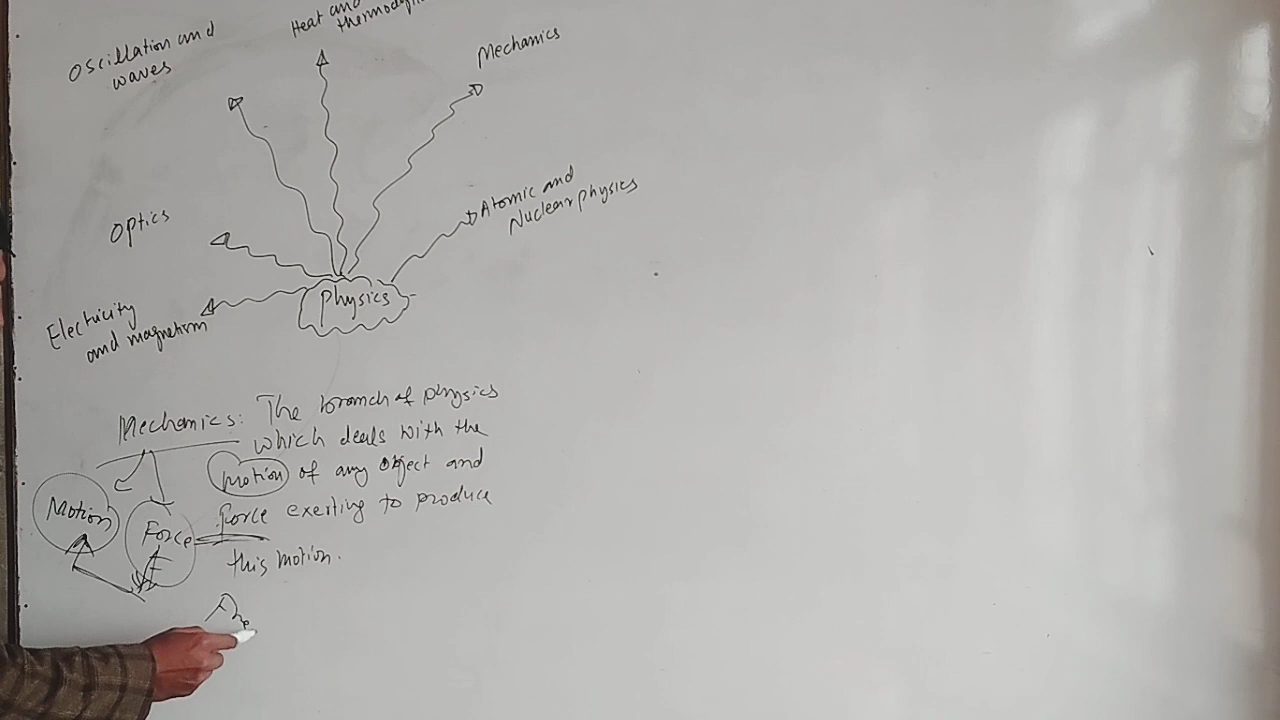 Oscillation and
waves
Heat and
Mechanics
Atomic and
Nuclear physics
Optics
Physics
Electricity
and magnetism
Mechanics: The branch of physics
which deals with the
motion of any object and
force exerting to produce
this motion.
Motion
Force